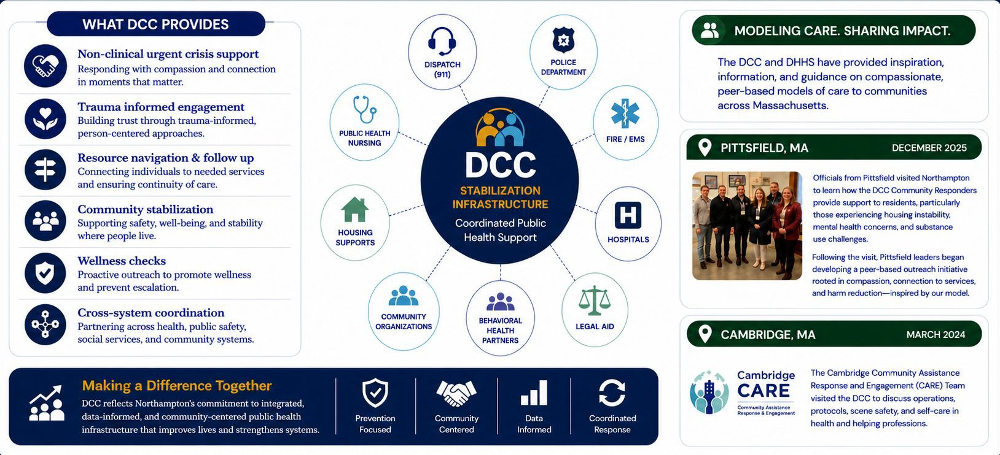 WHAT DCC PROVIDES
Non-clinical urgent crisis support
Responding with compassion and connection
in moments that matter.
Trauma informed engagement
Building trust through trauma-informed,
person-centered approaches.
Resource navigation & follow up
Connecting individuals to needed services
and ensuring continuity of care.
Community stabilization
Supporting safety, well-being, and stability
where people live.
Wellness checks
Proactive outreach to promote wellness
and prevent escalation.
Cross-system coordination
Partnering across health, public safety,
social services, and community systems.
DISPATCH
(911)
POLICE
DEPARTMENT
PUBLIC HEALTH
NURSING
FIRE / EMS
DCC
STABILIZATION
INFRASTRUCTURE
Coordinated Public
Health Support
HOUSING
SUPPORTS
H
HOSPITALS
COMMUNITY
ORGANIZATIONS
BEHAVIORAL
HEALTH
PARTNERS
LEGAL AID
Making a Difference Together
DCC reflects Northampton's commitment to integrated,
data-informed, and community-centered public health
infrastructure that improves lives and strengthens systems.
Prevention
Focused
Community
Centered
Data
Informed
Coordinated
Response
MODELING CARE. SHARING IMPACT.
The DCC and DHHS have provided inspiration,
information, and guidance on compassionate,
peer-based models of care to communities
across Massachusetts.
PITTSFIELD, MA
DECEMBER 2025
Officials from Pittsfield visited Northampton
to learn how the DCC Community Responders
provide support to residents, particularly
those experiencing housing instability,
mental health concerns, and substance
use challenges.
Following the visit, Pittsfield leaders began
developing a peer-based outreach initiative
rooted in compassion, connection to services,
and harm reduction—inspired by our model.
CAMBRIDGE, MA
MARCH 2024
Cambridge
CARE
Community Assistance
Response & Engagement
The Cambridge Community Assistance
Response and Engagement (CARE) Team
visited the DCC to discuss operations,
protocols, scene safety, and self-care in
health and helping professions.